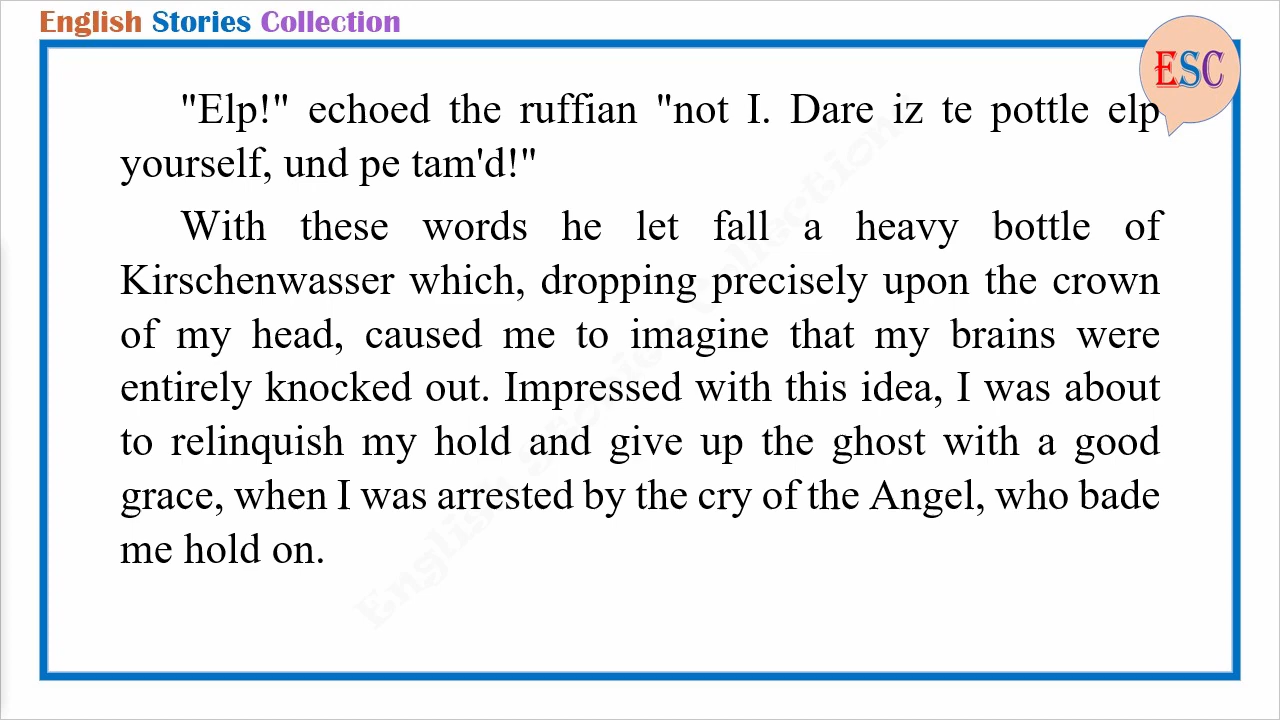 English Stories Collection
ESC
"Elp!" echoed the ruffian "not I. Dare iz te pottle elp
yourself, und pe tam'd!"
With these words he let fall a heavy bottle of
Kirschenwasser which, dropping precisely upon the crown
of my head, caused me to imagine that my brains were
entirely knocked out. Impressed with this idea, I was about
to relinquish my hold and give up the ghost with a good
grace, when I was arrested by the cry of the Angel, who bade
me hold on.
English Stories Collection